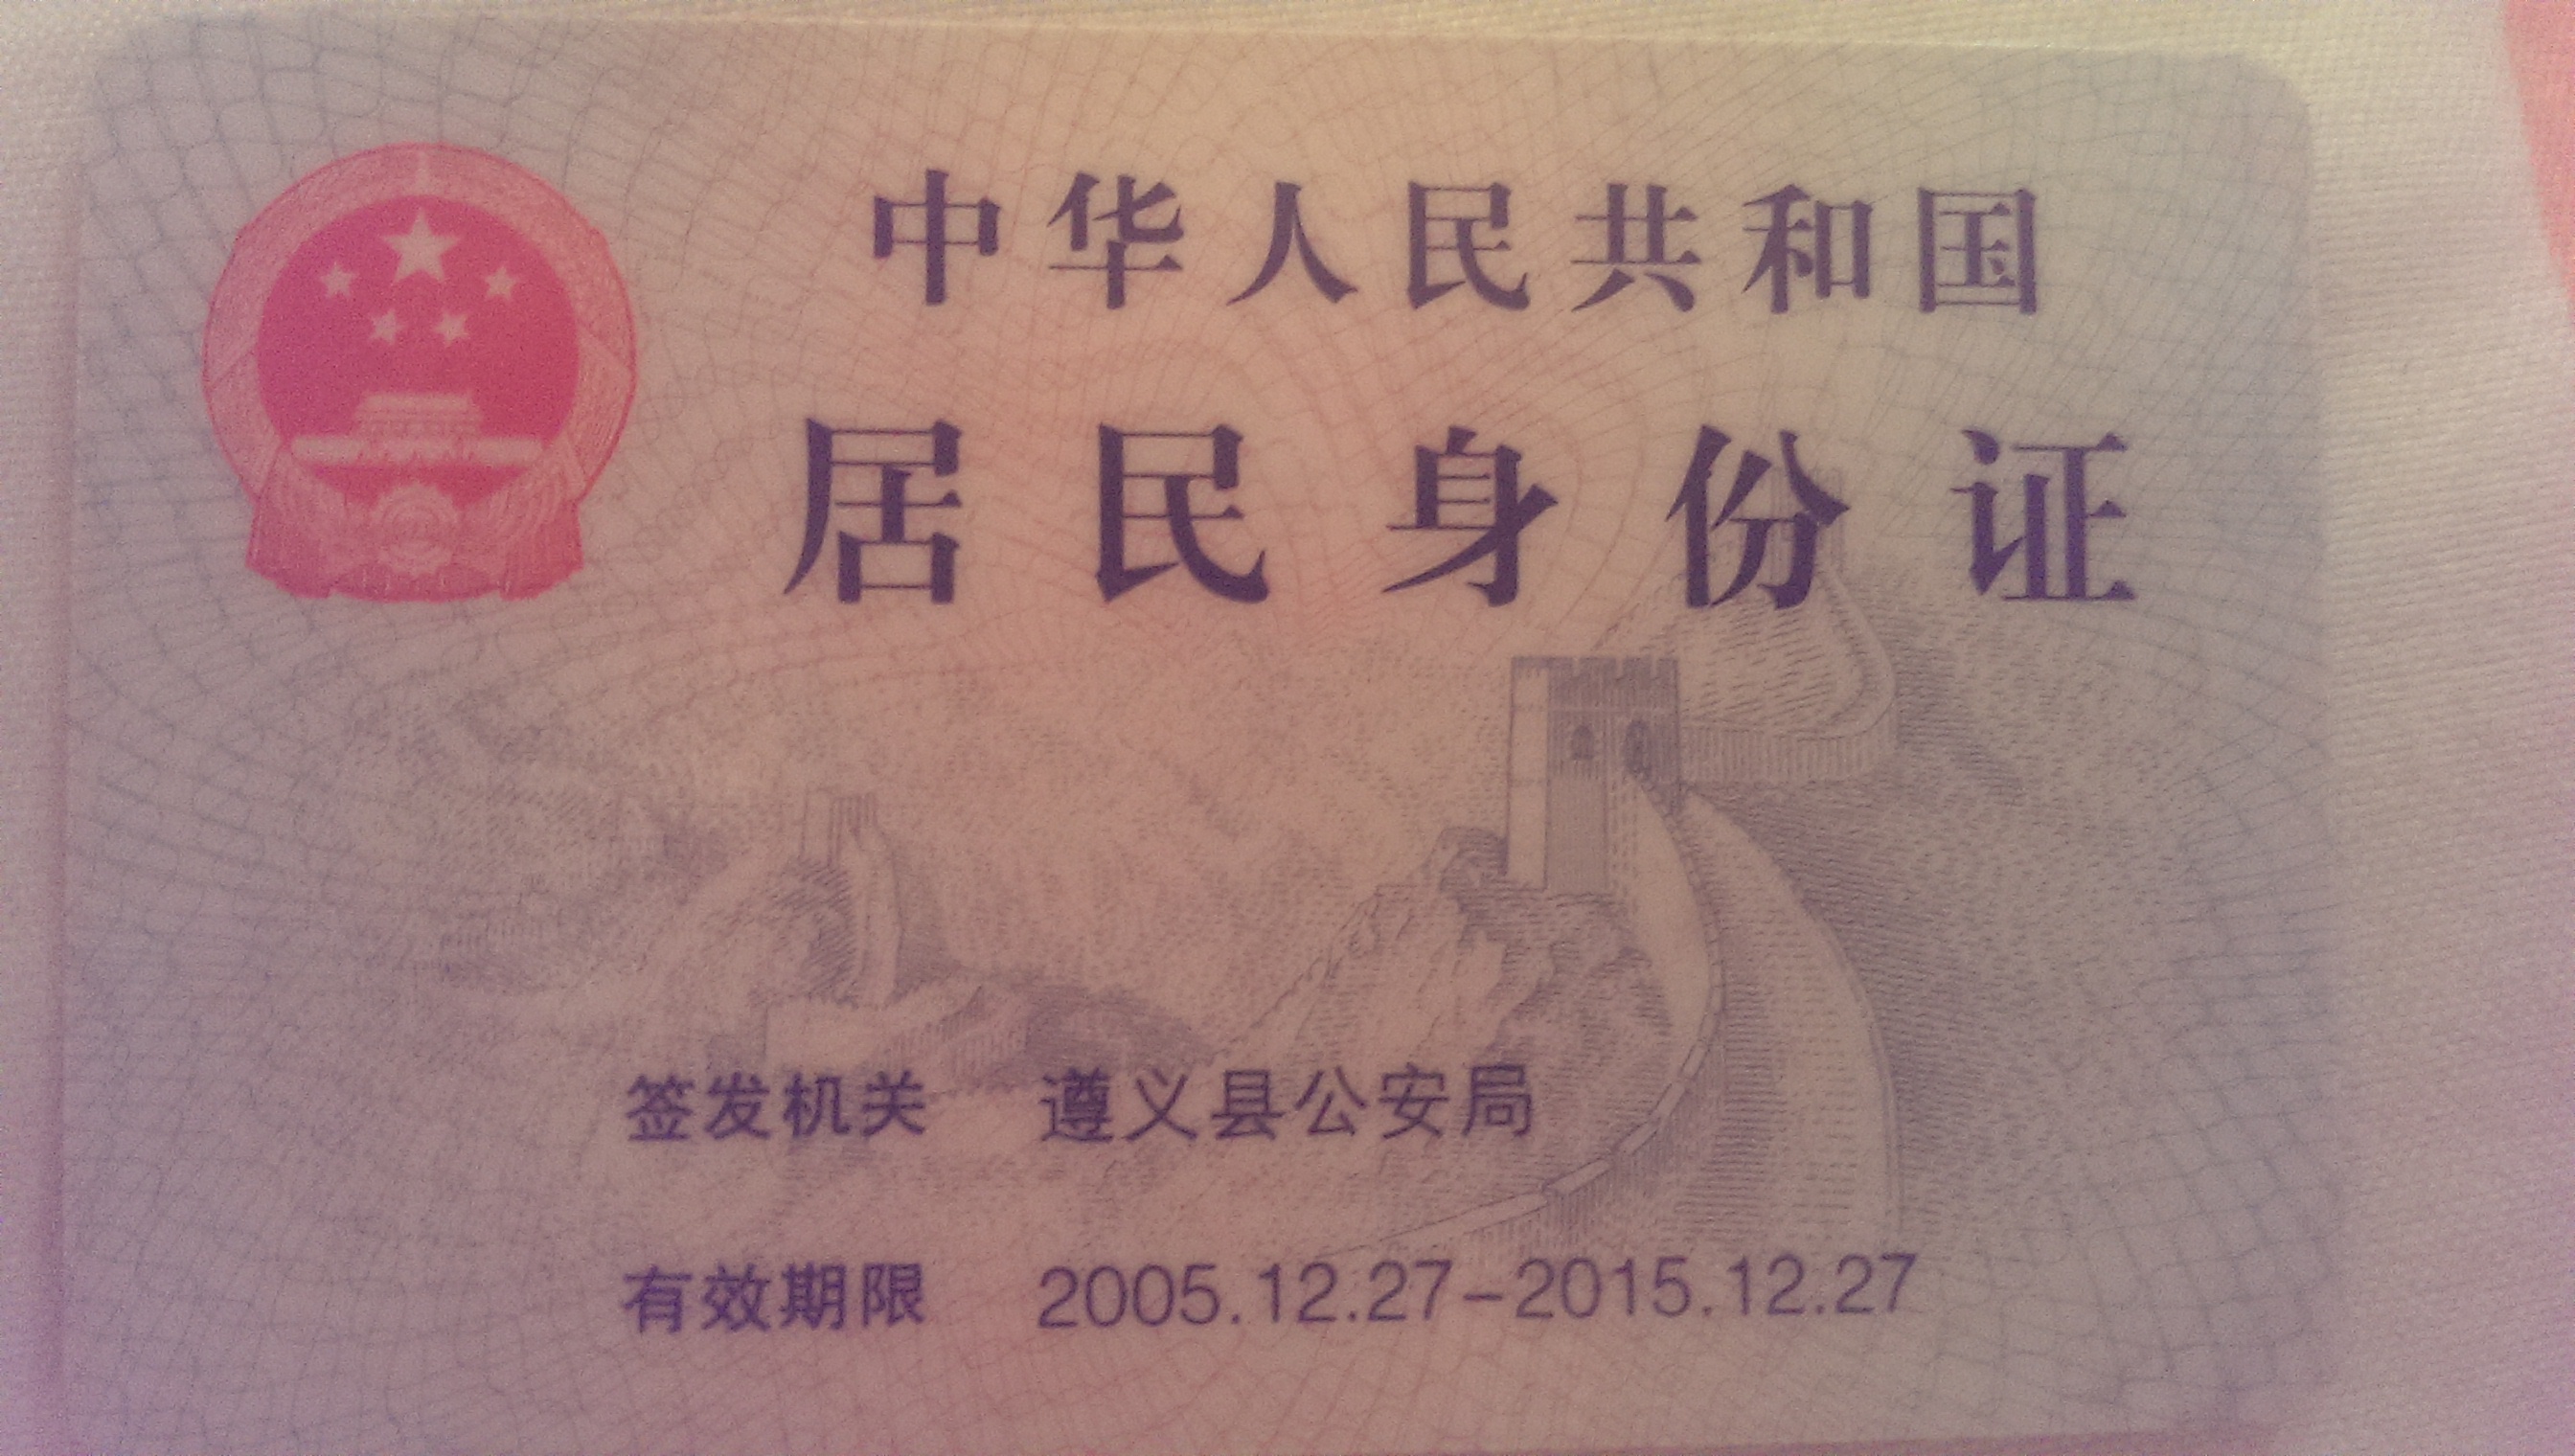 中华人民共和国
居民身份证
签发机关 遵义县公安局
有效期限 2005.12.27-2015.12.27